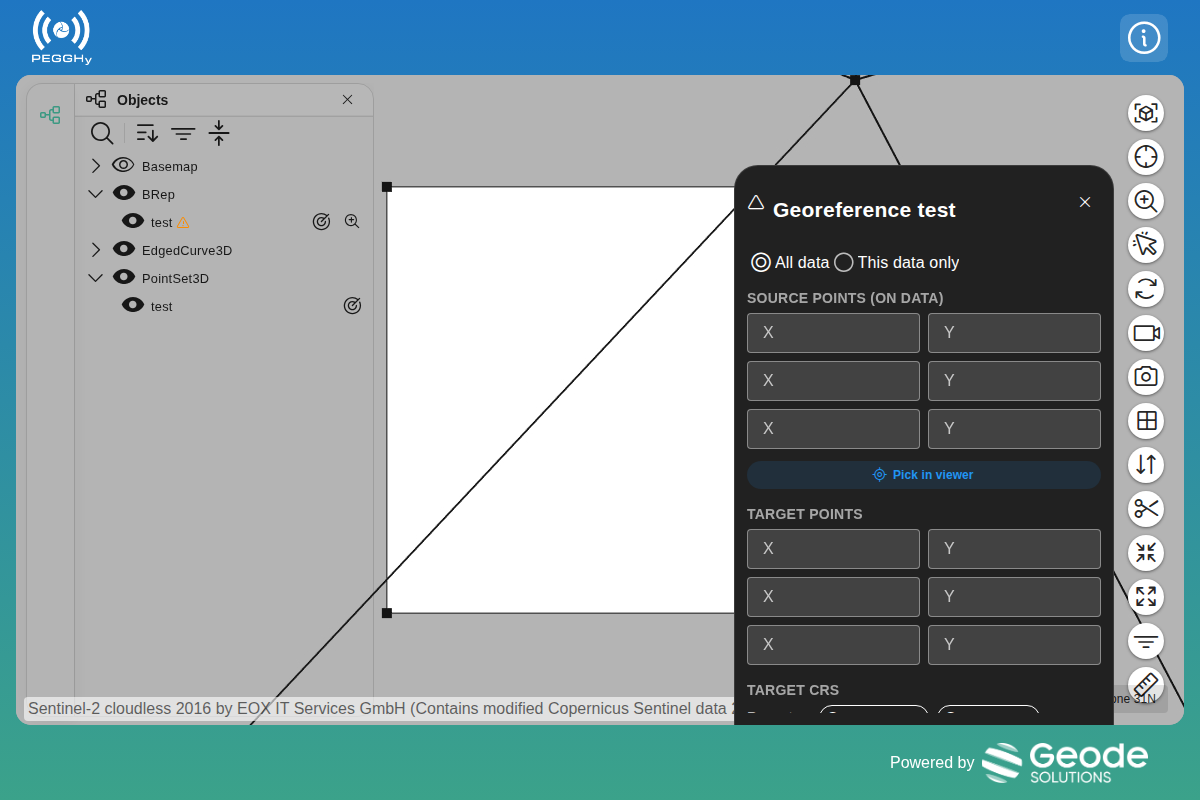 PEGGHy
Objects
Basemap
BRep
test
EdgedCurve3D
PointSet3D
test
Georeference test
All data This data only
SOURCE POINTS (ON DATA)
X Y
X Y
X Y
Pick in viewer
TARGET POINTS
X Y
X Y
X Y
TARGET CRS
one 31N
Sentinel-2 cloudless 2016 by EOX IT Services GmbH (Contains modified Copernicus Sentinel data
Powered by Geode
SOLUTIONS